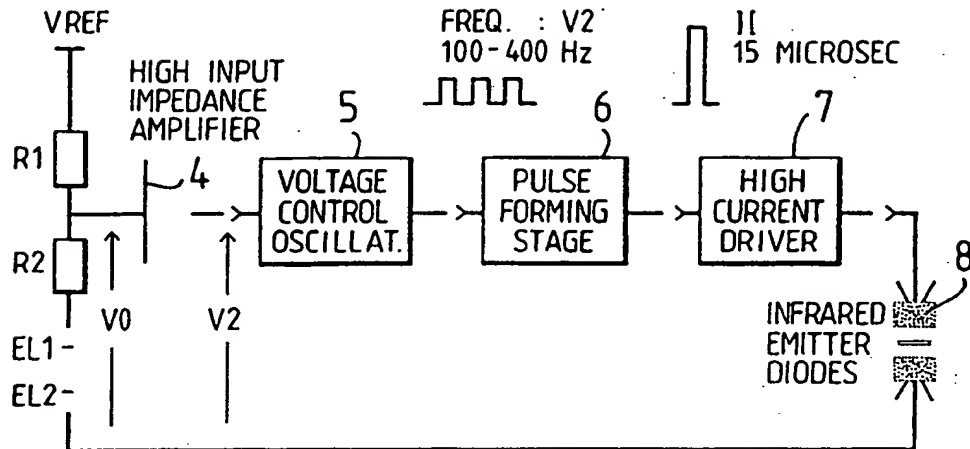 VREF
FREQ. : V2
100-400 Hz
15 MICROSEC
HIGH INPUT
IMPEDANCE
AMPLIFIER
R1
4
5
6
7
VOLTAGE
CONTROL
OSCILLAT.
PULSE
FORMING
STAGE
HIGH
CURRENT
DRIVER
R2
V0
V2
EL1
EL2
8
INFRARED
EMITTER
DIODES